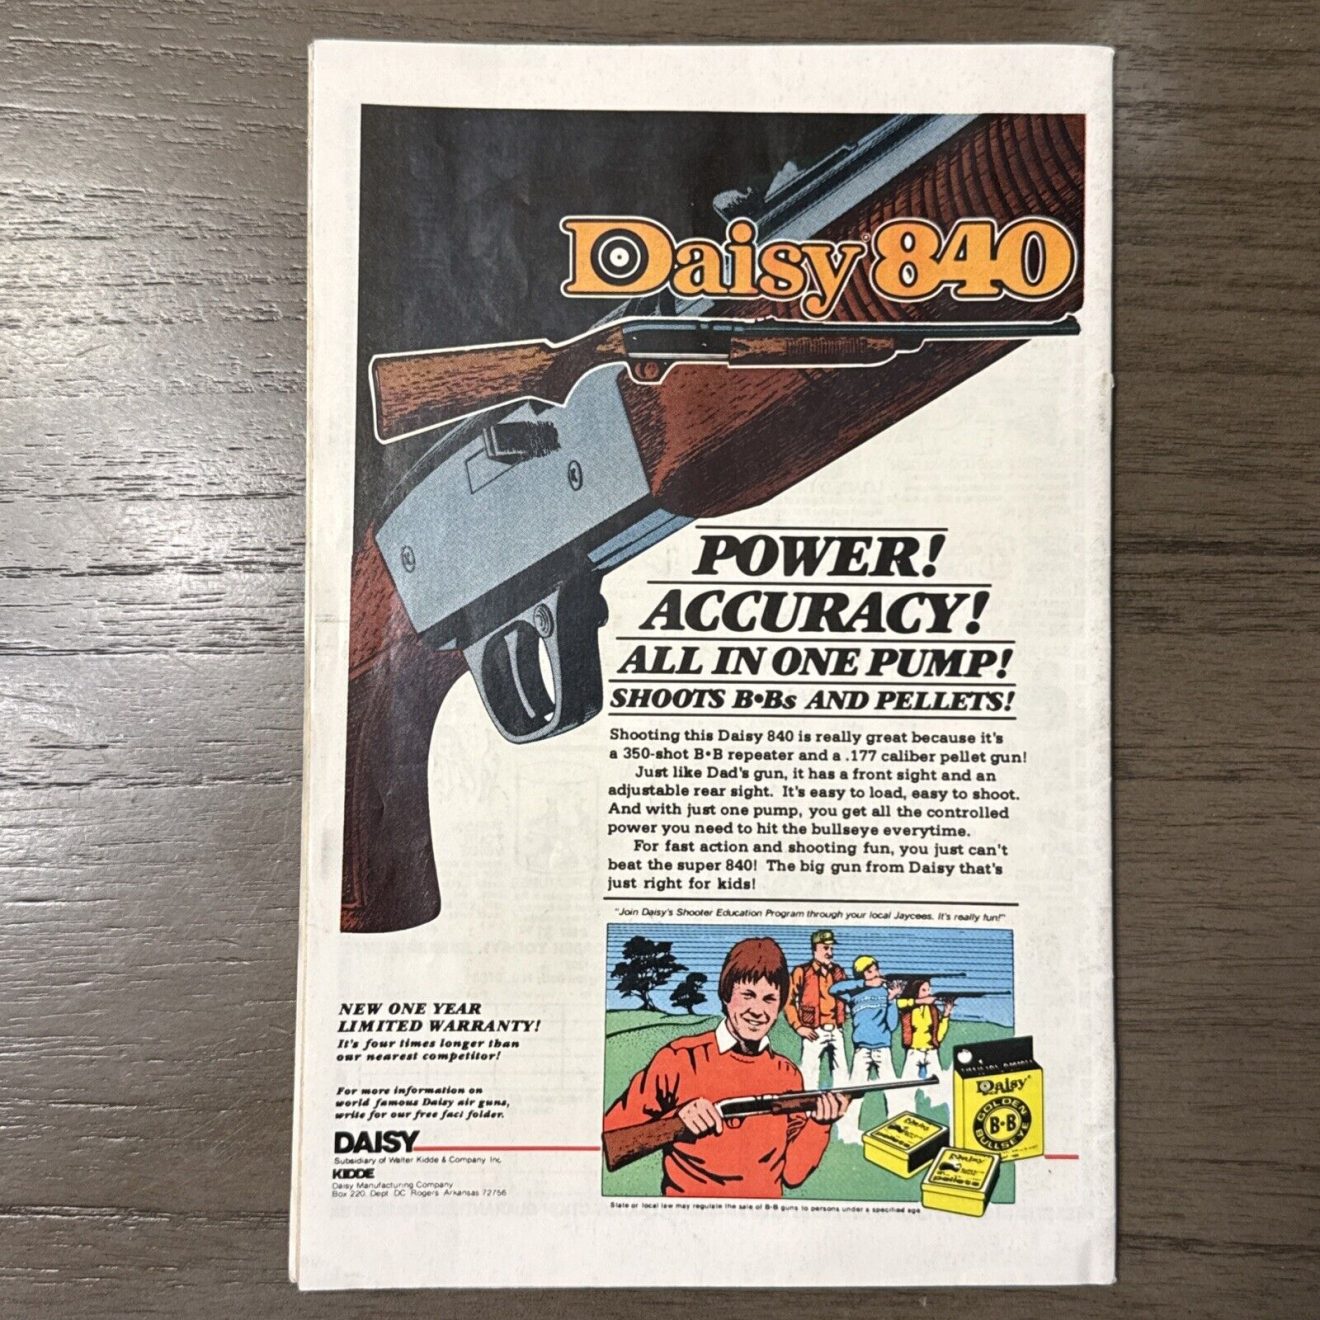 Daisy® 840
POWER!
ACCURACY!
ALL IN ONE PUMP!
SHOOTS B•Bs AND PELLETS!
Shooting this Daisy 840 is really great because it's
a 350-shot B•B repeater and a .177 caliber pellet gun!
Just like Dad's gun, it has a front sight and an
adjustable rear sight. It's easy to load, easy to shoot.
And with just one pump, you get all the controlled
power you need to hit the bullseye everytime.
For fast action and shooting fun, you just can't
beat the super 840! The big gun from Daisy that's
just right for kids!
"Join Daisy's Shooter Education Program through your local Jaycees. It's really fun!"
NEW ONE YEAR
LIMITED WARRANTY!
It's four times longer than
our nearest competitor!
For more information on
world famous Daisy air guns,
write for our free fact folder.
DAISY
Subsidiary of Walter Kidde & Company Inc.
KIDDE
Daisy Manufacturing Company
Box 220 Dept DC Rogers Arkansas 72756
Daisy®
GOLDEN
B•B
BULLSEYE
Daisy
Daisy
pellets
State or local law may regulate the sale of B•B guns to persons under a specified age